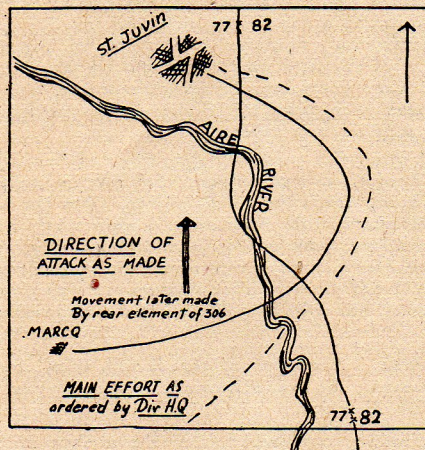 St. Juvin
77 82
AIRE
RIVER
DIRECTION OF
ATTACK AS MADE
Movement later made
By rear element of 306
MARCQ
MAIN EFFORT AS
ordered by Div H.Q
77 82